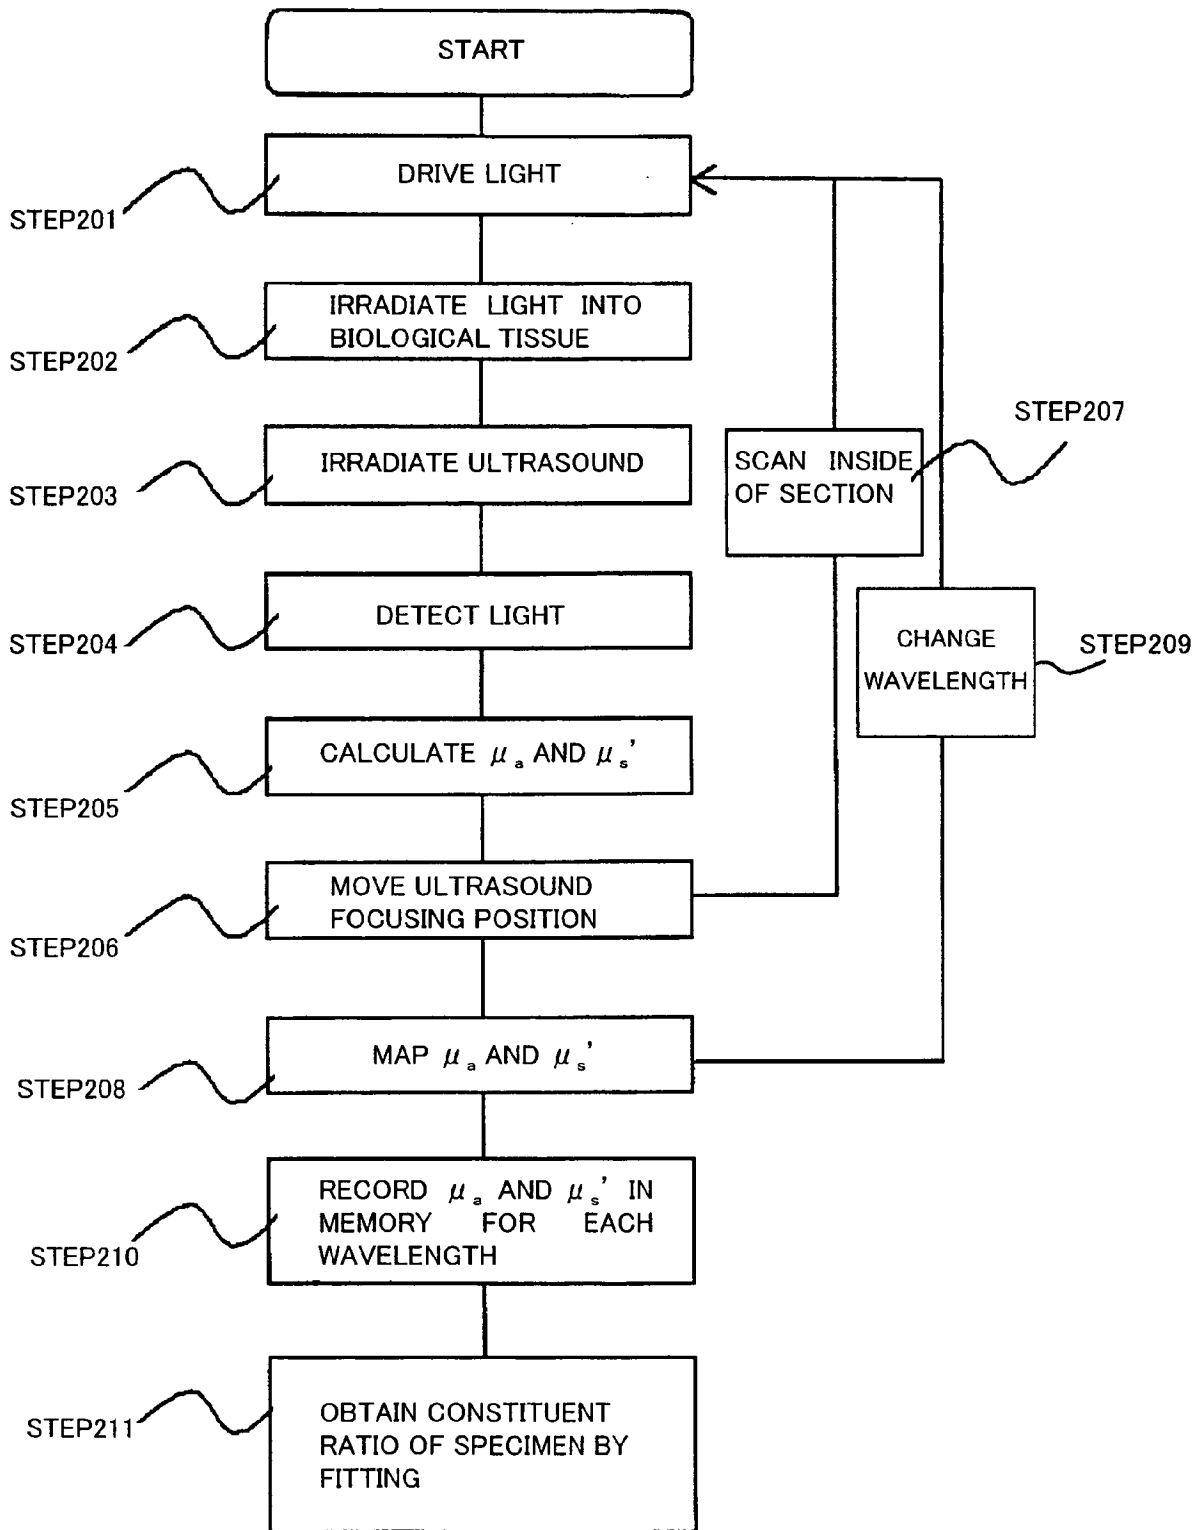 START
DRIVE LIGHT
STEP201
IRRADIATE LIGHT INTO
BIOLOGICAL TISSUE
STEP202
IRRADIATE ULTRASOUND
STEP203
SCAN INSIDE
OF SECTION
STEP207
DETECT LIGHT
STEP204
CHANGE
WAVELENGTH
STEP209
CALCULATE μa AND μs'
STEP205
MOVE ULTRASOUND
FOCUSING POSITION
STEP206
MAP μa AND μs'
STEP208
RECORD μa AND μs' IN
MEMORY FOR EACH
WAVELENGTH
STEP210
OBTAIN CONSTITUENT
RATIO OF SPECIMEN BY
FITTING
STEP211